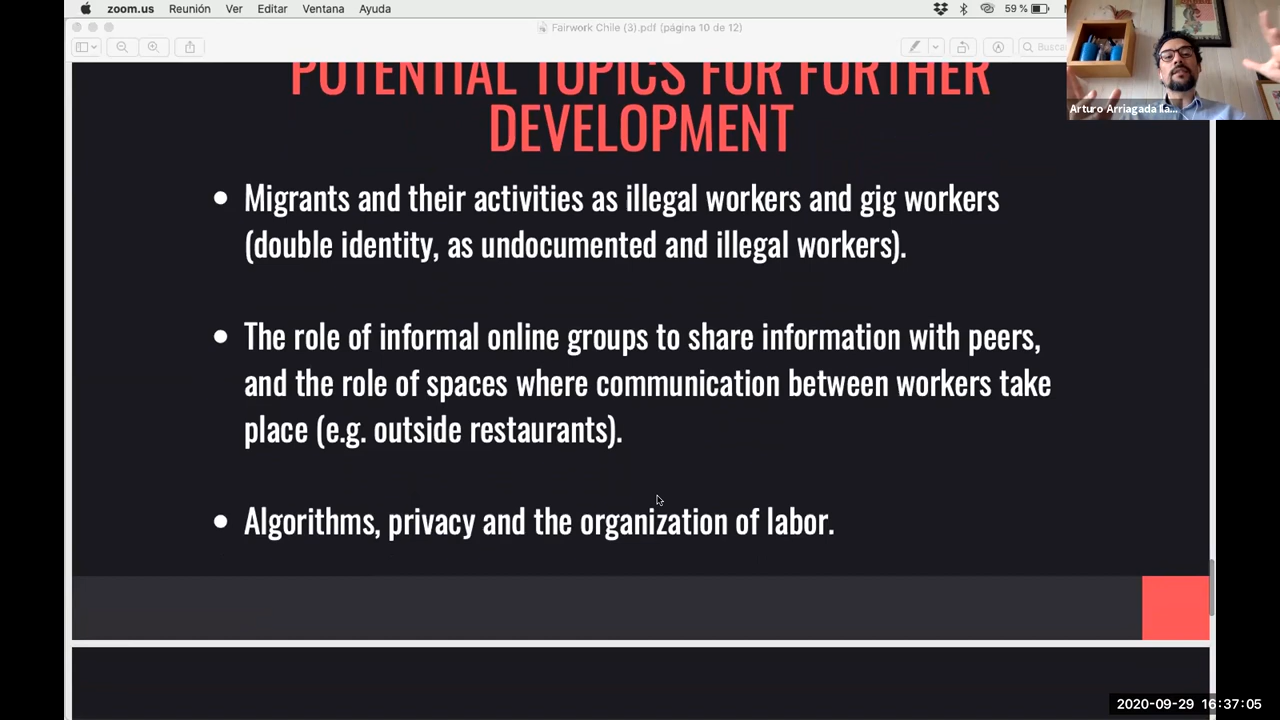 zoom.us Reunión Ver Editar Ventana Ayuda 59 %
Fairwork Chile (3).pdf (página 10 de 12)
Busca
Arturo Arriagada Ila...
POTENTIAL TOPICS FOR FURTHER
DEVELOPMENT
• Migrants and their activities as illegal workers and gig workers
(double identity, as undocumented and illegal workers).
• The role of informal online groups to share information with peers,
and the role of spaces where communication between workers take
place (e.g. outside restaurants).
• Algorithms, privacy and the organization of labor.
2020-09-29 16:37:05